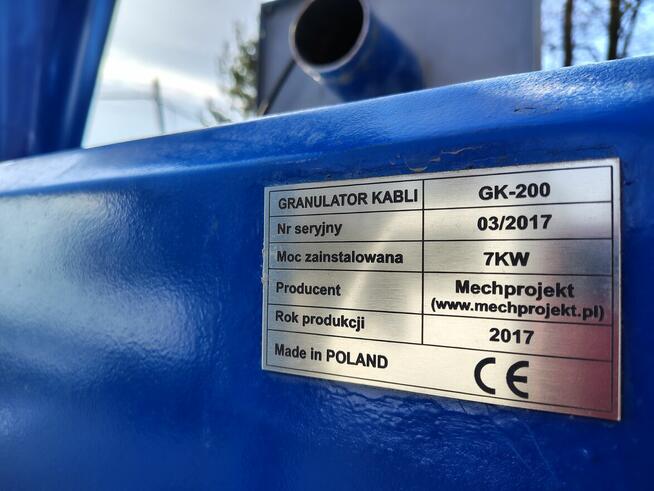 GRANULATOR KABLI GK-200
Nr seryjny 03/2017
Moc zainstalowana 7KW
Producent Mechprojekt
(www.mechprojekt.pl)
Rok produkcji 2017
Made in POLAND CE